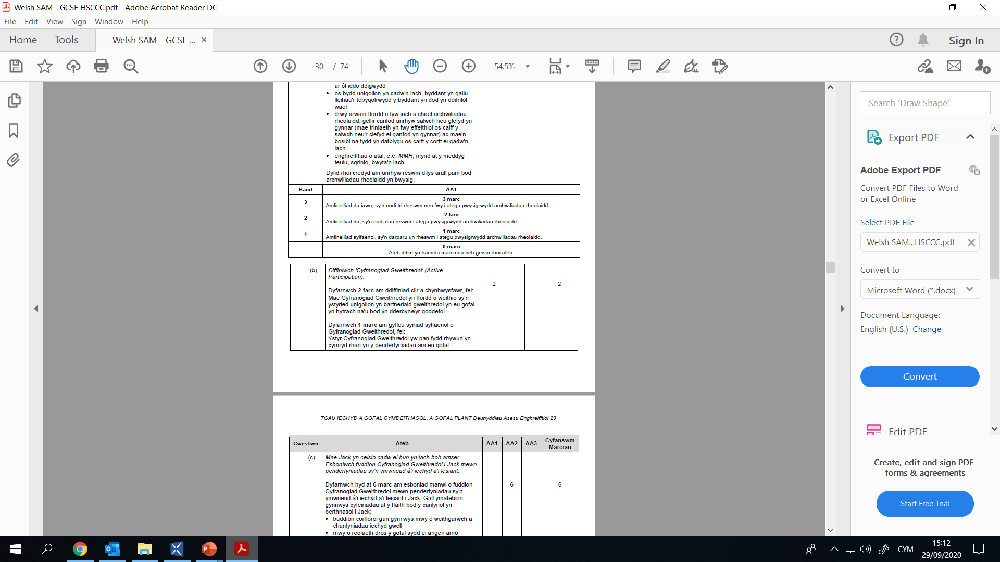 Welsh SAM - GCSE HSCCC.pdf - Adobe Acrobat Reader DC
File Edit View Sign Window Help
Home Tools Welsh SAM - GCSE ... × Sign In
30 / 74 54.5%
ar ôl iddo ddigwydd
• os bydd unigolion yn cadw'n iach, byddant yn gallu
lleihau'r tebygolrwydd y byddant yn dod yn ddifrifol
wael
• drwy arwain ffordd o fyw iach a chael archwiliadau
rheolaidd, gellir canfod unrhyw salwch neu glefyd yn
gynnar (mae triniaeth yn fwy effeithiol os caiff y
salwch neu'r clefyd ei ganfod yn gynnar) ac mae'n
bosibl na fydd yn datblygu os caiff y corff ei gadw'n
iach
• enghreifftiau o atal, e.e. MMR, mynd at y meddyg
teulu, sgrinio, bwyta'n iach.
Dylid rhoi credyd am unrhyw reswm dilys arall pam bod
archwiliadau rheolaidd yn bwysig.
Band AA1
3 marc
3 Amlinelliad da iawn, sy'n nodi tri rheswm neu fwy i ategu pwysigrwydd archwiliadau rheolaidd.
2 farc
2 Amlinelliad da, sy'n nodi dau reswm i ategu pwysigrwydd archwiliadau rheolaidd.
1 marc
1 Amlinelliad sylfaenol, sy'n darparu un rheswm i ategu pwysigrwydd archwiliadau rheolaidd.
0 marc
Ateb ddim yn haeddu marc neu heb geisio rhoi ateb.
(b) Diffiniwch 'Cyfranogiad Gweithredol' (Active
Participation).
2 2
Dyfarnwch 2 farc am ddiffiniad clir a chynhwysfawr, fel:
Mae Cyfranogiad Gweithredol yn ffordd o weithio sy'n
ystyried unigolion yn bartneriaid gweithredol yn eu gofal
yn hytrach na'u bod yn dderbynwyr goddefol.
Dyfarnwch 1 marc am gyfleu syniad sylfaenol o
Gyfranogiad Gweithredol, fel:
Ystyr Cyfranogiad Gweithredol yw pan fydd rhywun yn
cymryd rhan yn y penderfyniadau am eu gofal.
TGAU IECHYD A GOFAL CYMDEITHASOL, A GOFAL PLANT Deunyddiau Asesu Enghreifftiol 29
Cwestiwn Ateb AA1 AA2 AA3 Cyfanswm
Marciau
(c) Mae Jack yn ceisio cadw ei hun yn iach bob amser.
Esboniwch fuddion Cyfranogiad Gweithredol i Jack mewn
penderfyniadau sy'n ymwneud â'i iechyd a'i lesiant.
Dyfarnwch hyd at 6 marc am esboniad manwl o fuddion 6 6
Cyfranogiad Gweithredol mewn penderfyniadau sy'n
ymwneud â'i iechyd a'i lesiant i Jack. Gall ymatebion
gynnwys cyfeiriadau at y ffaith bod y canlynol yn
berthnasol i Jack:
• buddion corfforol gan gynnwys mwy o weithgarwch a
chanlyniadau iechyd gwell
• mwy o reolaeth dros y gofal sydd ei angen arno
Search 'Draw Shape'
Export PDF
Adobe Export PDF
Convert PDF Files to Word
or Excel Online
Select PDF File
Welsh SAM...HSCCC.pdf
Convert to
Microsoft Word (*.docx)
Document Language:
English (U.S.) Change
Convert
Edit PDF
Create, edit and sign PDF
forms & agreements
Start Free Trial
CYM
15:12
29/09/2020